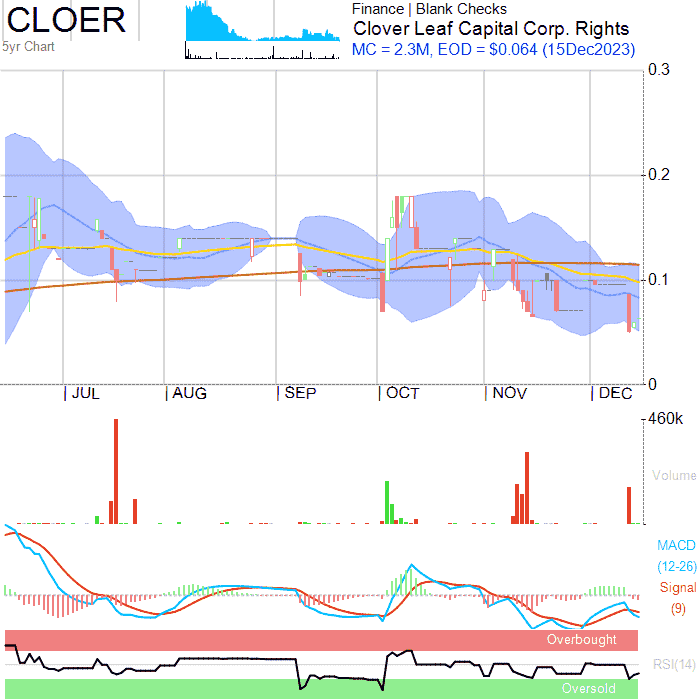 CLOER
5yr Chart
Finance | Blank Checks
Clover Leaf Capital Corp. Rights
MC = 2.3M, EOD = $0.064 (15Dec2023)
0.3
0.2
0.1
0
JUL AUG SEP OCT NOV DEC
460k
Volume
MACD
(12-26)
Signal
(9)
Overbought
RSI(14)
Oversold